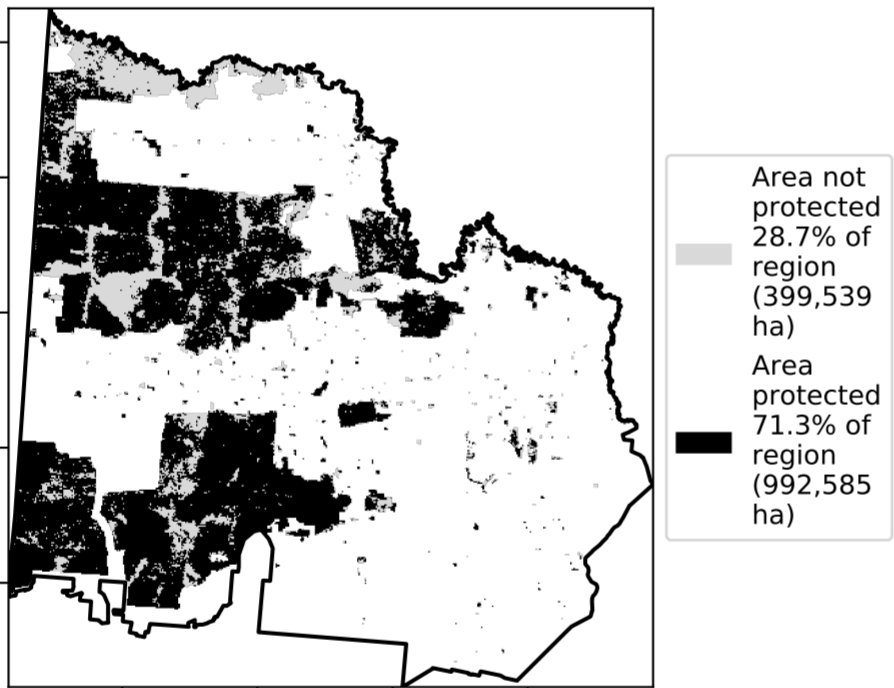 Area not
protected
28.7% of
region
(399,539
ha)
Area
protected
71.3% of
region
(992,585
ha)